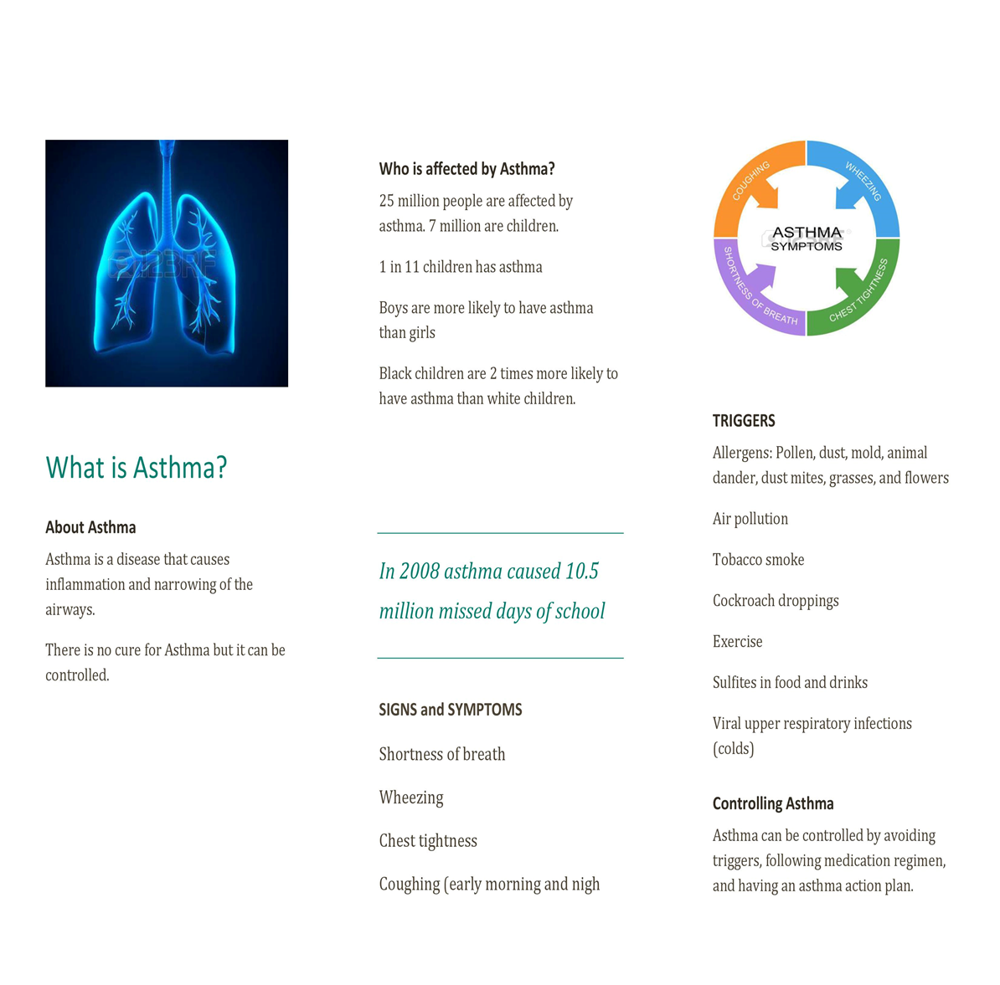 123RF
What is Asthma?
About Asthma
Asthma is a disease that causes
inflammation and narrowing of the
airways.
There is no cure for Asthma but it can be
controlled.
Who is affected by Asthma?
25 million people are affected by
asthma. 7 million are children.
1 in 11 children has asthma
Boys are more likely to have asthma
than girls
Black children are 2 times more likely to
have asthma than white children.
In 2008 asthma caused 10.5
million missed days of school
SIGNS and SYMPTOMS
Shortness of breath
Wheezing
Chest tightness
Coughing (early morning and nigh
COUGHING
WHEEZING
ASTHMA
SYMPTOMS
123RF
SHORTNESS OF BREATH
CHEST TIGHTNESS
TRIGGERS
Allergens: Pollen, dust, mold, animal
dander, dust mites, grasses, and flowers
Air pollution
Tobacco smoke
Cockroach droppings
Exercise
Sulfites in food and drinks
Viral upper respiratory infections
(colds)
Controlling Asthma
Asthma can be controlled by avoiding
triggers, following medication regimen,
and having an asthma action plan.